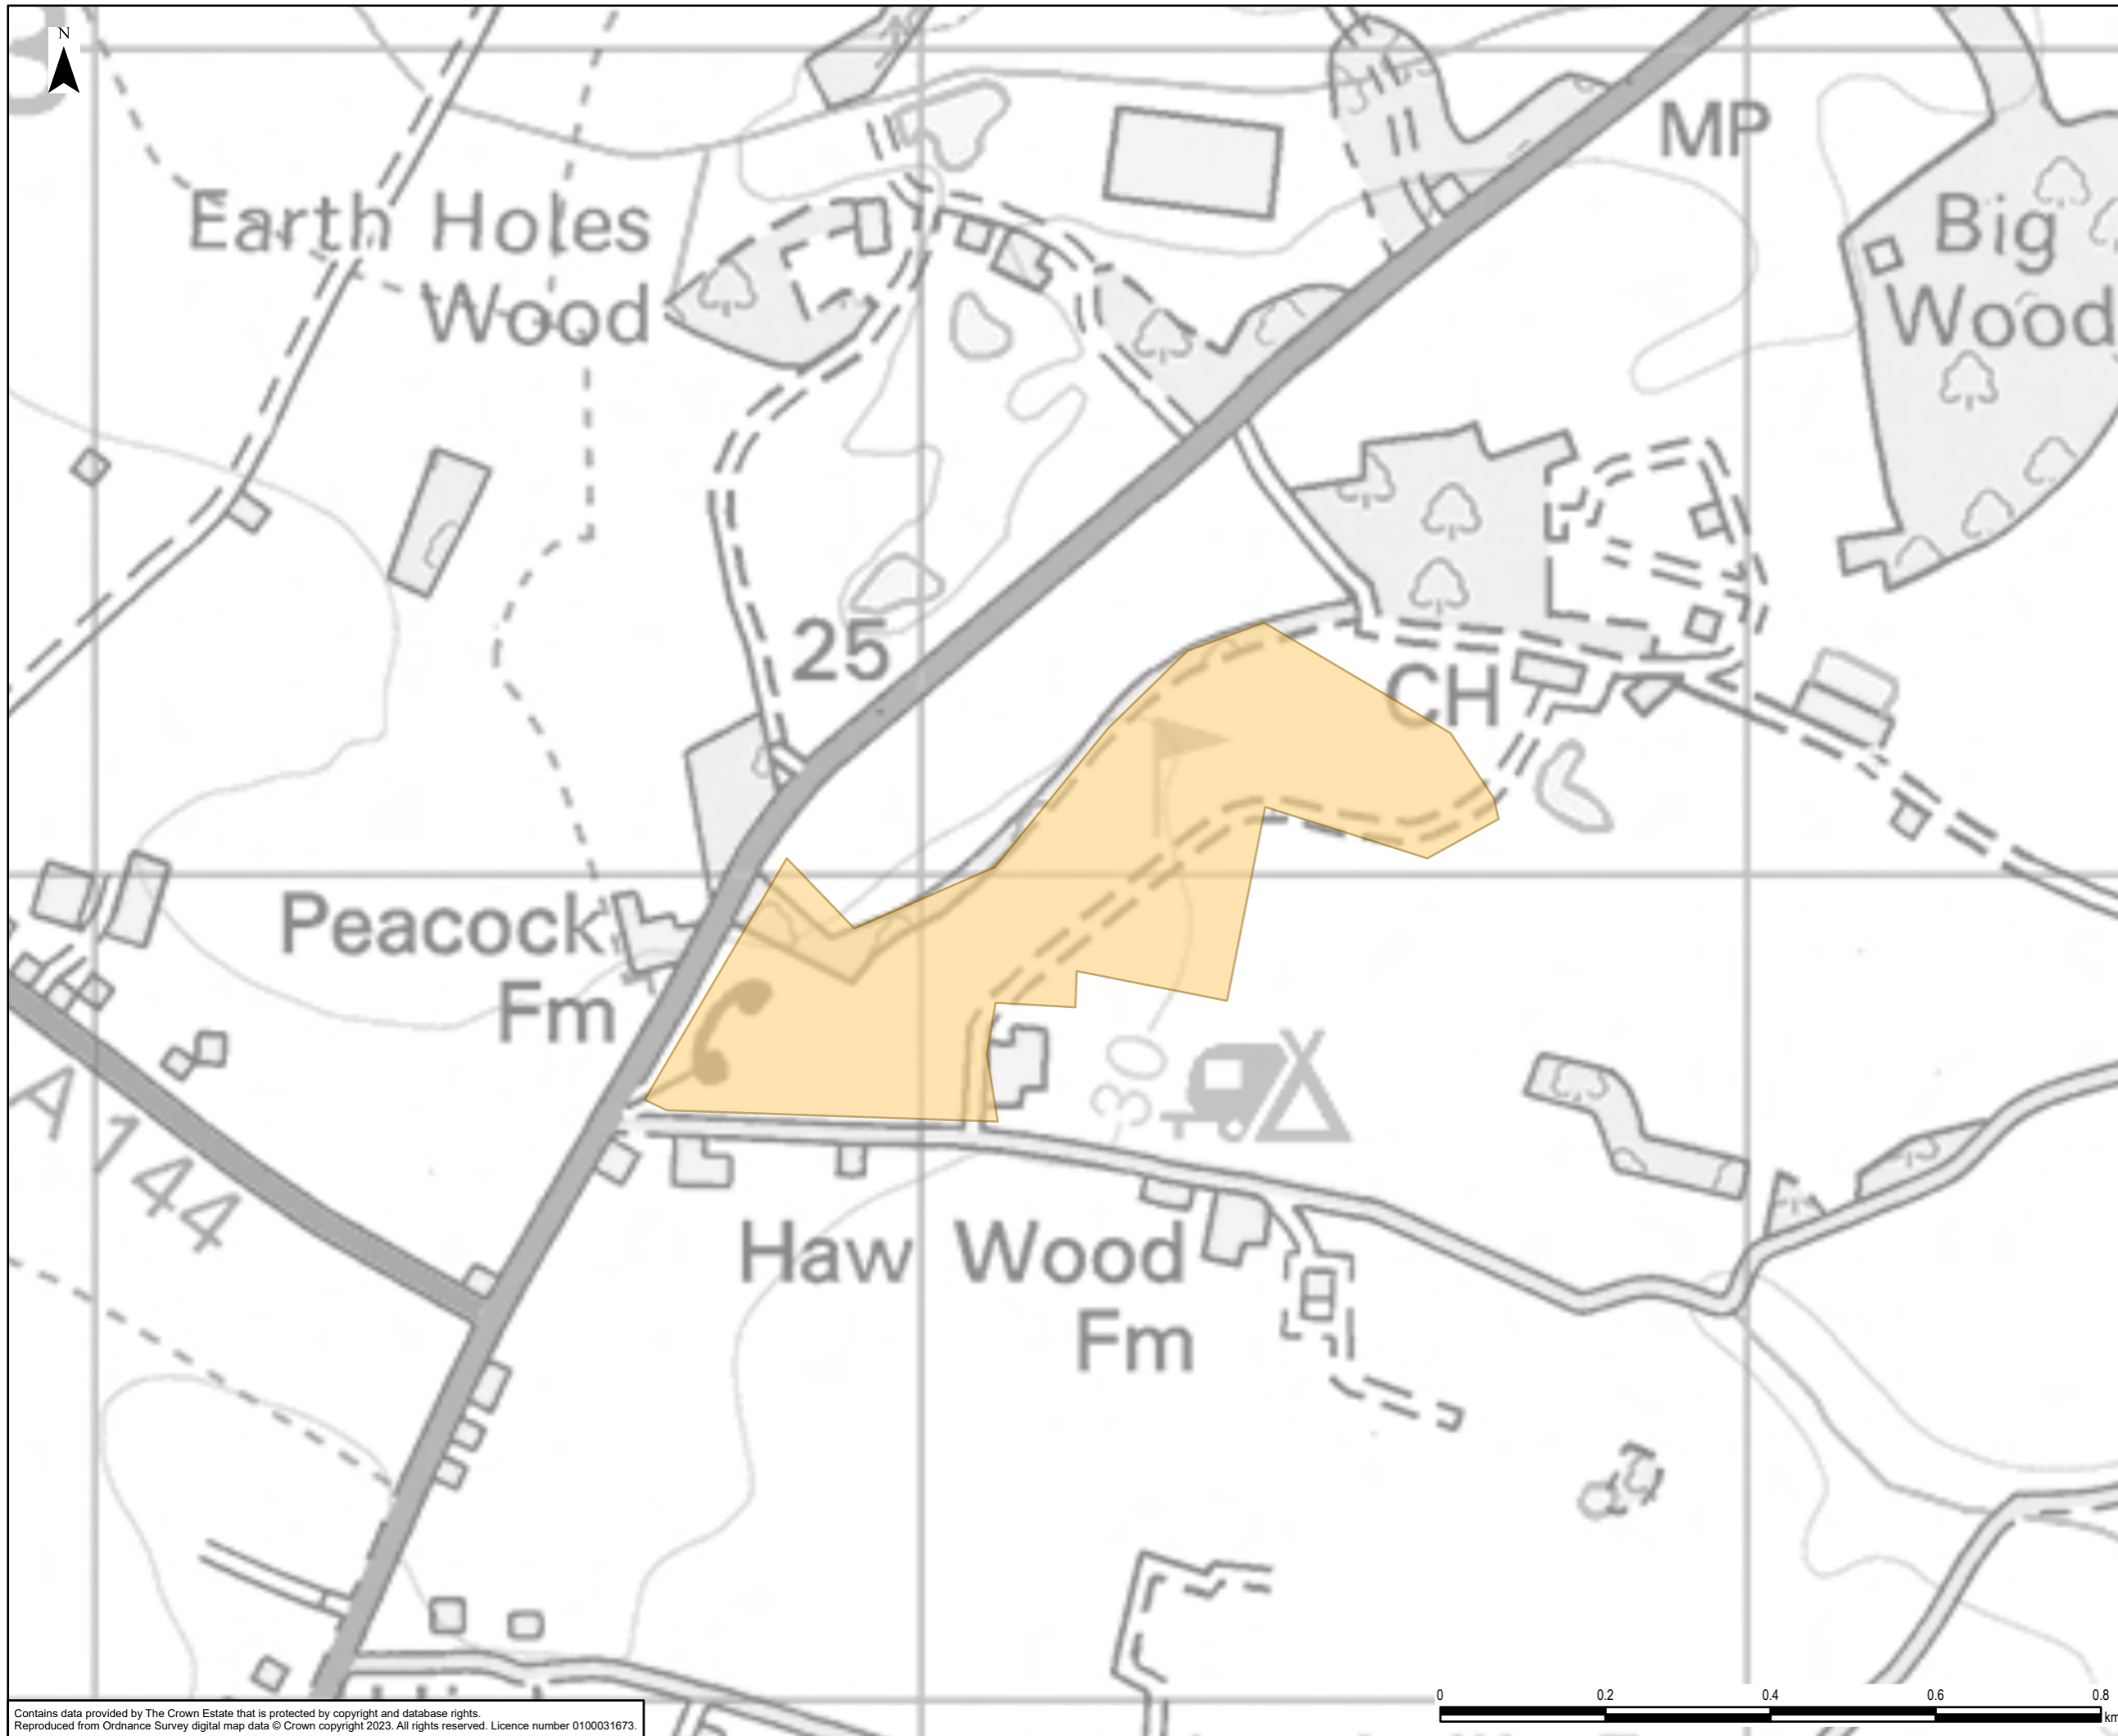 N
MP
Earth Holes
Wood
Big
Wood
25
CH
Peacock
Fm
A 144
30
Haw Wood
Fm
0 0.2 0.4 0.6 0.8
km
Contains data provided by The Crown Estate that is protected by copyright and database rights.
Reproduced from Ordnance Survey digital map data © Crown copyright 2023. All rights reserved. Licence number 0100031673.